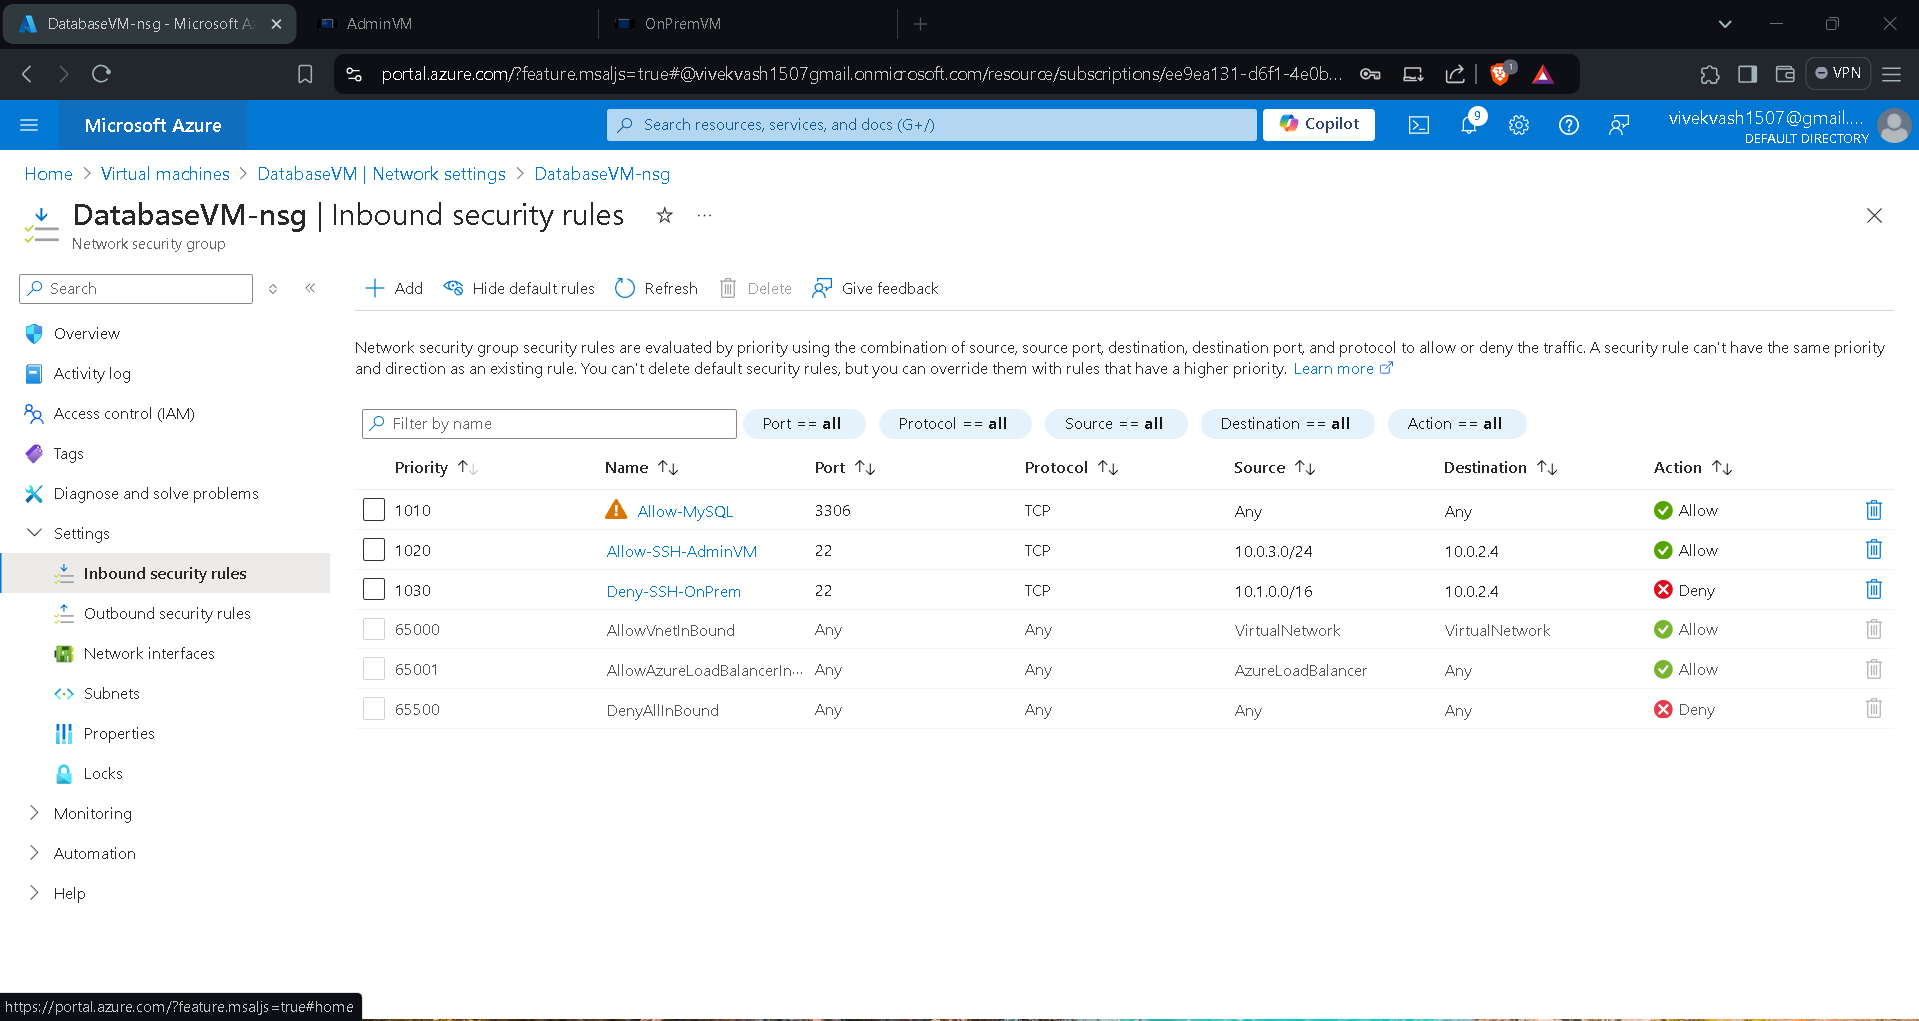 DatabaseVM-nsg - Microsoft A
AdminVM
OnPremVM
portal.azure.com/?feature.msaljs=true#@vivekvash1507gmail.onmicrosoft.com/resource/subscriptions/ee9ea131-d6f1-4e0b...
1
VPN
Microsoft Azure
Search resources, services, and docs (G+/)
Copilot
9
vivekvash1507@gmail....
DEFAULT DIRECTORY
Home > Virtual machines > DatabaseVM | Network settings > DatabaseVM-nsg
DatabaseVM-nsg | Inbound security rules
Network security group
Search
Add
Hide default rules
Refresh
Delete
Give feedback
Overview
Activity log
Access control (IAM)
Tags
Diagnose and solve problems
Settings
Inbound security rules
Outbound security rules
Network interfaces
Subnets
Properties
Locks
Monitoring
Automation
Help
Network security group security rules are evaluated by priority using the combination of source, source port, destination, destination port, and protocol to allow or deny the traffic. A security rule can't have the same priority
and direction as an existing rule. You can't delete default security rules, but you can override them with rules that have a higher priority. Learn more
Filter by name
Port == all
Protocol == all
Source == all
Destination == all
Action == all
Priority Name Port Protocol Source Destination Action
1010 Allow-MySQL 3306 TCP Any Any Allow
1020 Allow-SSH-AdminVM 22 TCP 10.0.3.0/24 10.0.2.4 Allow
1030 Deny-SSH-OnPrem 22 TCP 10.1.0.0/16 10.0.2.4 Deny
65000 AllowVnetInBound Any Any VirtualNetwork VirtualNetwork Allow
65001 AllowAzureLoadBalancerIn... Any Any AzureLoadBalancer Any Allow
65500 DenyAllInBound Any Any Any Any Deny
https://portal.azure.com/?feature.msaljs=true#home